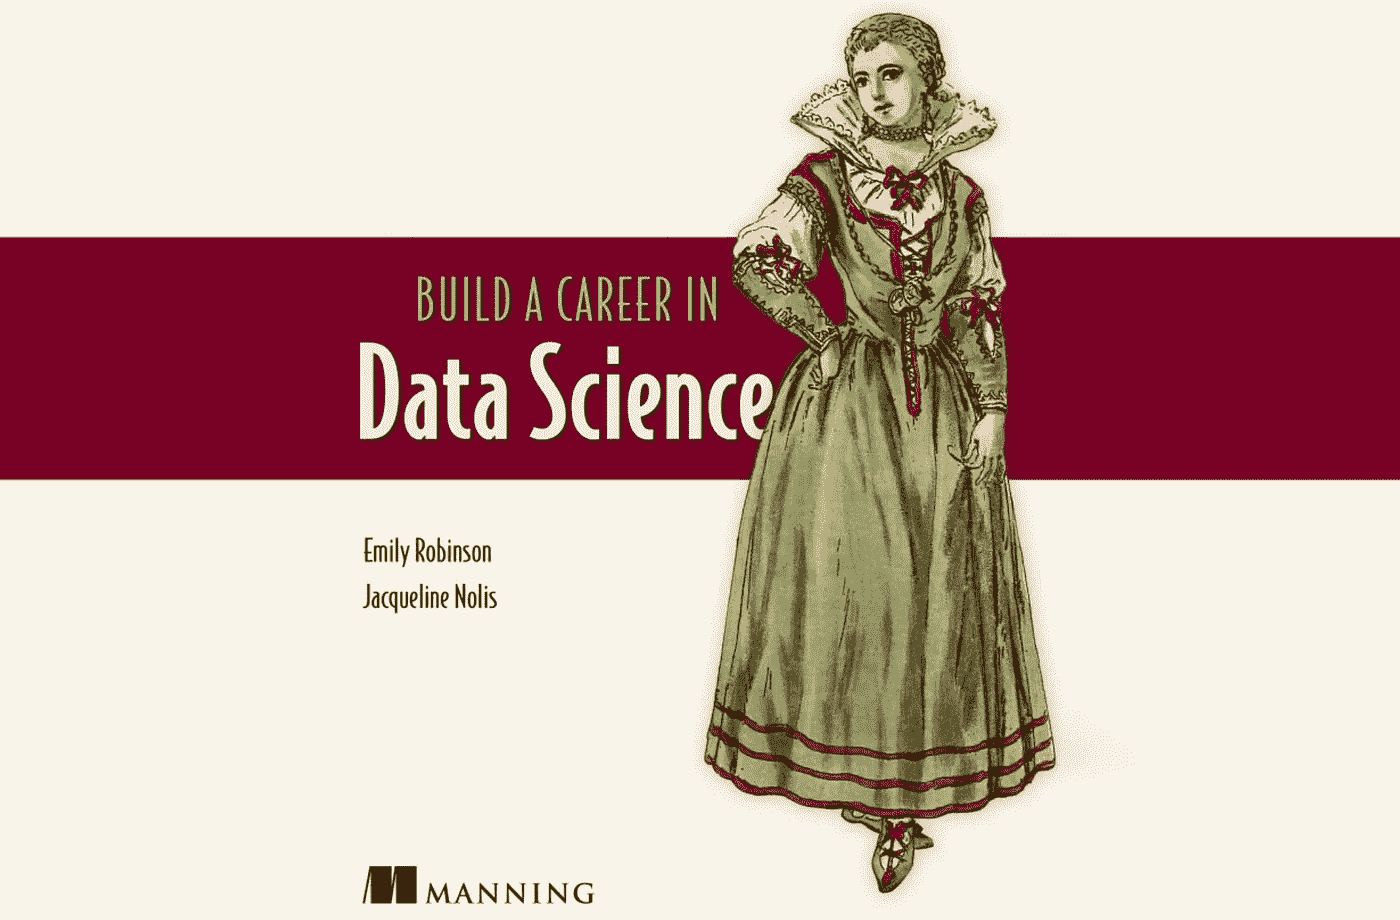 BUILD A CAREER IN
Data Science
Emily Robinson
Jacqueline Nolis
MANNING